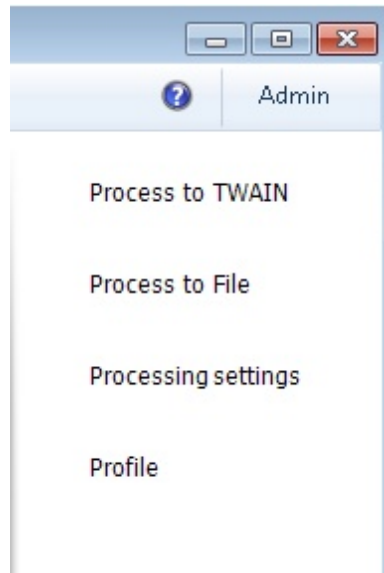 Admin
Process to TWAIN
Process to File
Processing settings
Profile